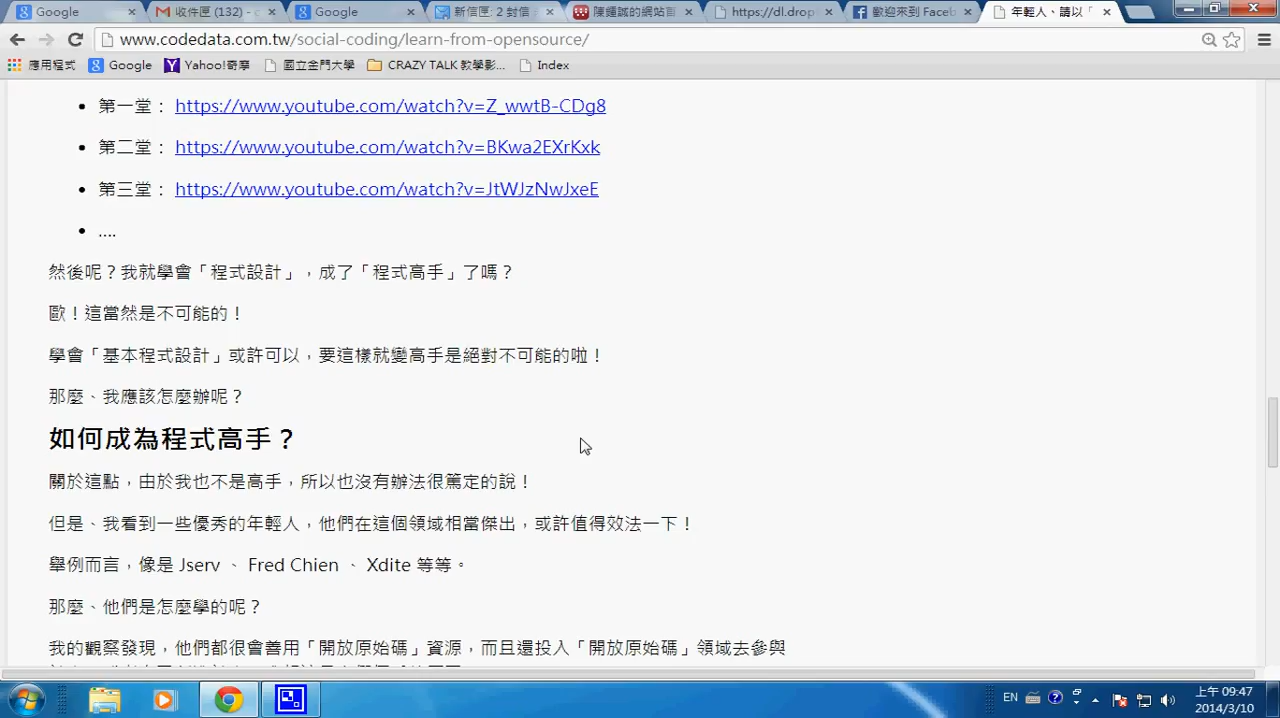 Google
收件匣 (132) -
Google
新信匣: 2 封信
陳鍾誠的網站
https://dl.drop
歡迎來到 Faceb
年輕人、請以「
www.codedata.com.tw/social-coding/learn-from-opensource/
應用程式 Google Yahoo!奇摩 國立金門大學 CRAZY TALK 教學影... Index
• 第一堂： https://www.youtube.com/watch?v=Z_wwtB-CDg8
• 第二堂： https://www.youtube.com/watch?v=BKwa2EXrKxk
• 第三堂： https://www.youtube.com/watch?v=JtWJzNwJxeE
• ....
然後呢？我就學會「程式設計」，成了「程式高手」了嗎？
歐！這當然是不可能的！
學會「基本程式設計」或許可以，要這樣就變高手是絕對不可能的啦！
那麼、我應該怎麼辦呢？
如何成為程式高手？
關於這點，由於我也不是高手，所以也沒有辦法很篤定的說！
但是、我看到一些優秀的年輕人，他們在這個領域相當傑出，或許值得效法一下！
舉例而言，像是 Jserv 、 Fred Chien 、 Xdite 等等。
那麼、他們是怎麼學的呢？
我的觀察發現，他們都很會善用「開放原始碼」資源，而且還投入「開放原始碼」領域去參與
EN
上午 09:47
2014/3/10